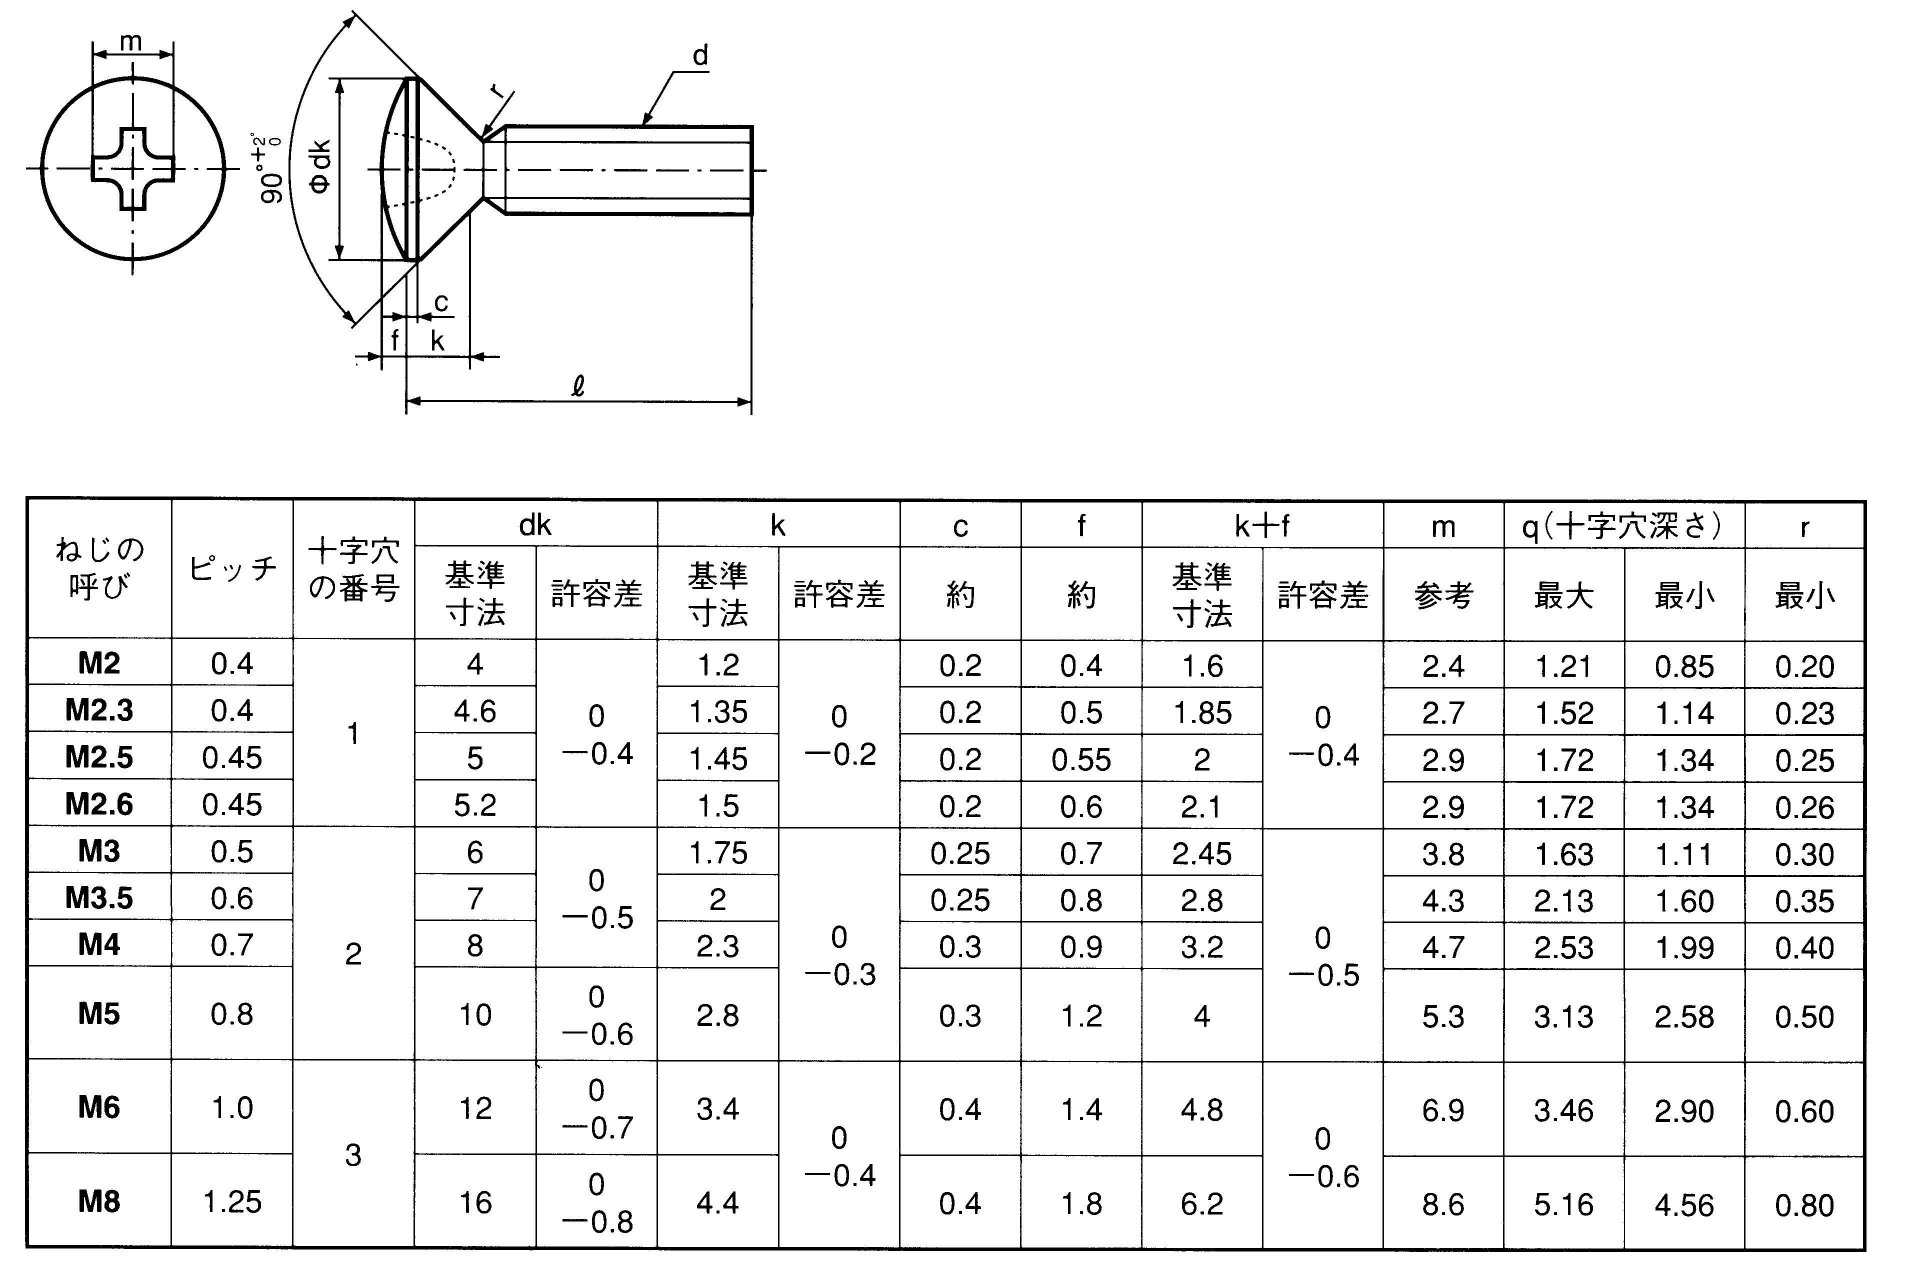 m
d
r
90°+2°0
Φdk
c
f k
ℓ
ねじの呼び ピッチ 十字穴の番号 dk k c f k+f m q(十字穴深さ) r
基準寸法 許容差 基準寸法 許容差 約 約 基準寸法 許容差 参考 最大 最小 最小
M2 0.4 1 4 0 −0.4 1.2 0 −0.2 0.2 0.4 1.6 0 −0.4 2.4 1.21 0.85 0.20
M2.3 0.4 4.6 1.35 0.2 0.5 1.85 2.7 1.52 1.14 0.23
M2.5 0.45 5 1.45 0.2 0.55 2 2.9 1.72 1.34 0.25
M2.6 0.45 5.2 1.5 0.2 0.6 2.1 2.9 1.72 1.34 0.26
M3 0.5 2 6 0 −0.5 1.75 0 −0.3 0.25 0.7 2.45 0 −0.5 3.8 1.63 1.11 0.30
M3.5 0.6 7 2 0.25 0.8 2.8 4.3 2.13 1.60 0.35
M4 0.7 8 2.3 0.3 0.9 3.2 4.7 2.53 1.99 0.40
M5 0.8 10 0 −0.6 2.8 0.3 1.2 4 5.3 3.13 2.58 0.50
M6 1.0 3 12 0 −0.7 3.4 0 −0.4 0.4 1.4 4.8 0 −0.6 6.9 3.46 2.90 0.60
M8 1.25 16 0 −0.8 4.4 0.4 1.8 6.2 8.6 5.16 4.56 0.80